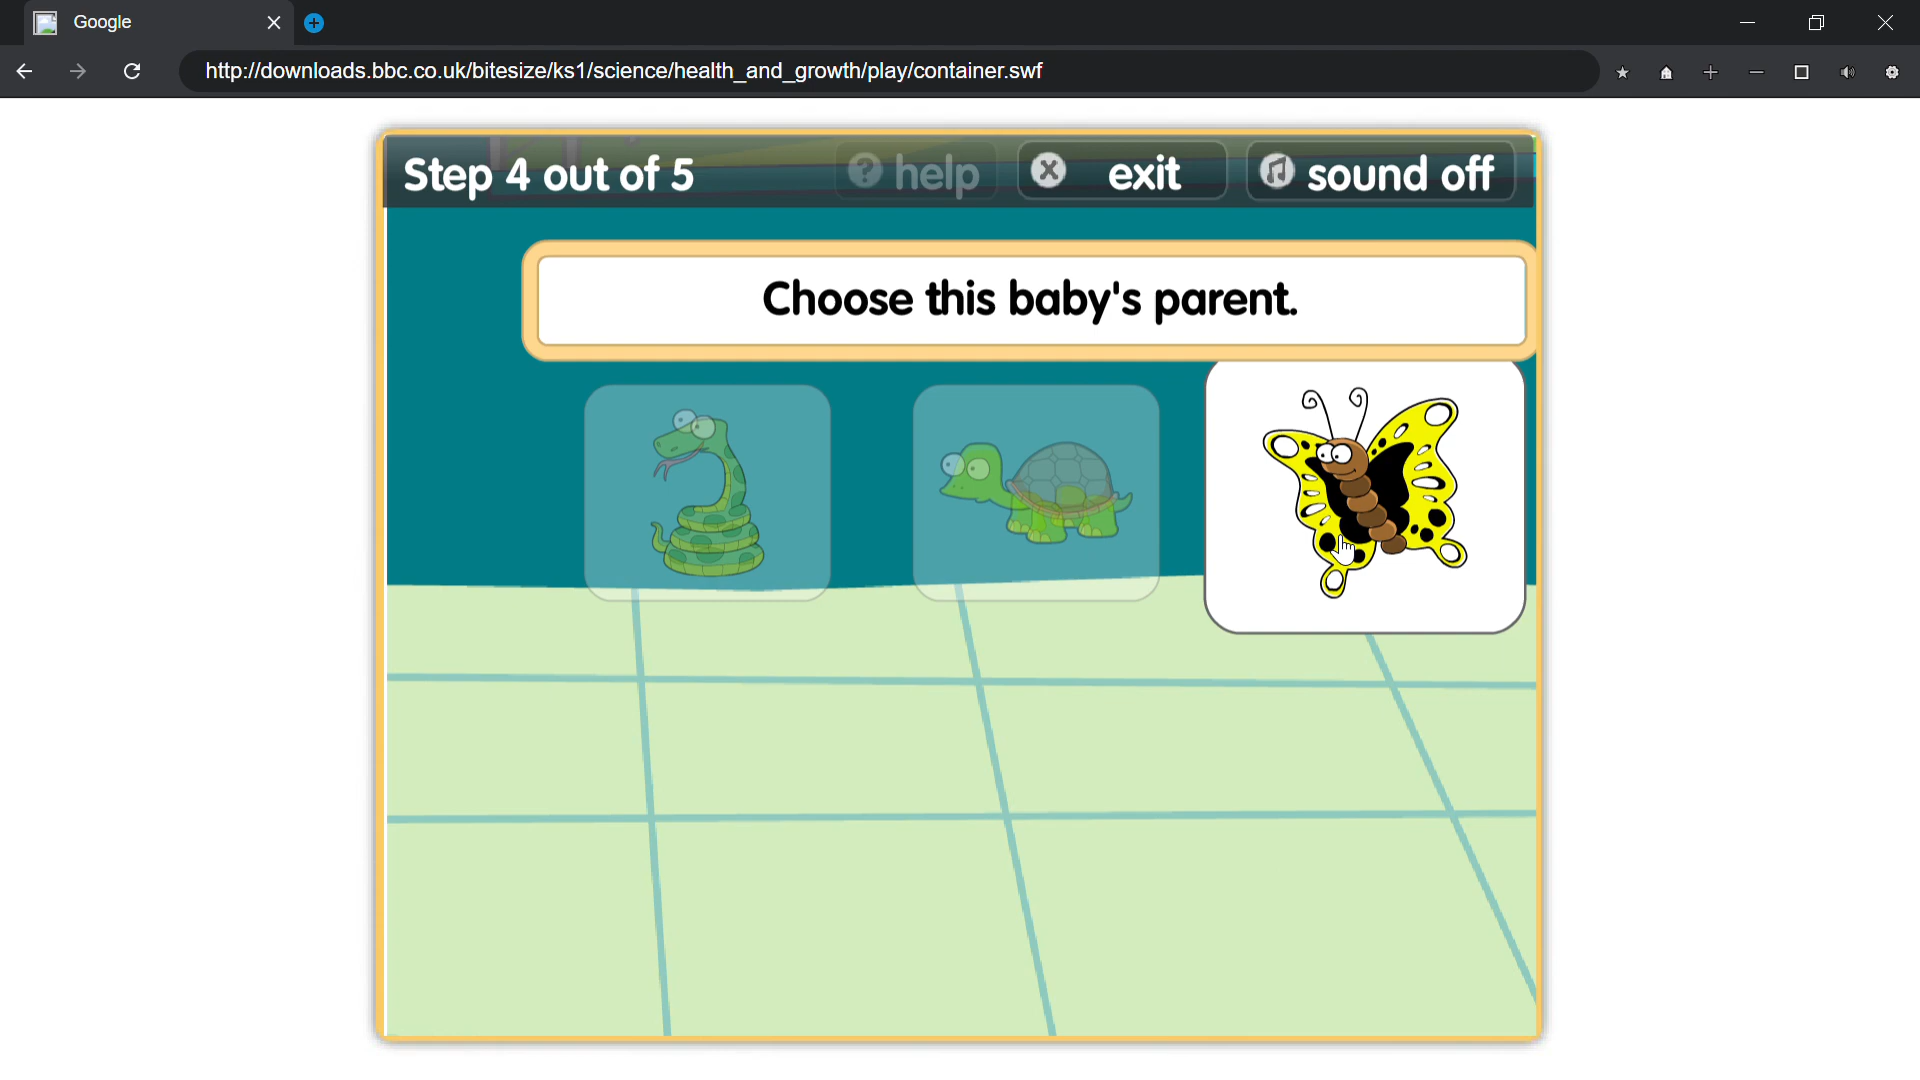 Google
http://downloads.bbc.co.uk/bitesize/ks1/science/health_and_growth/play/container.swf
Step 4 out of 5
? help
exit
sound off
Choose this baby's parent.